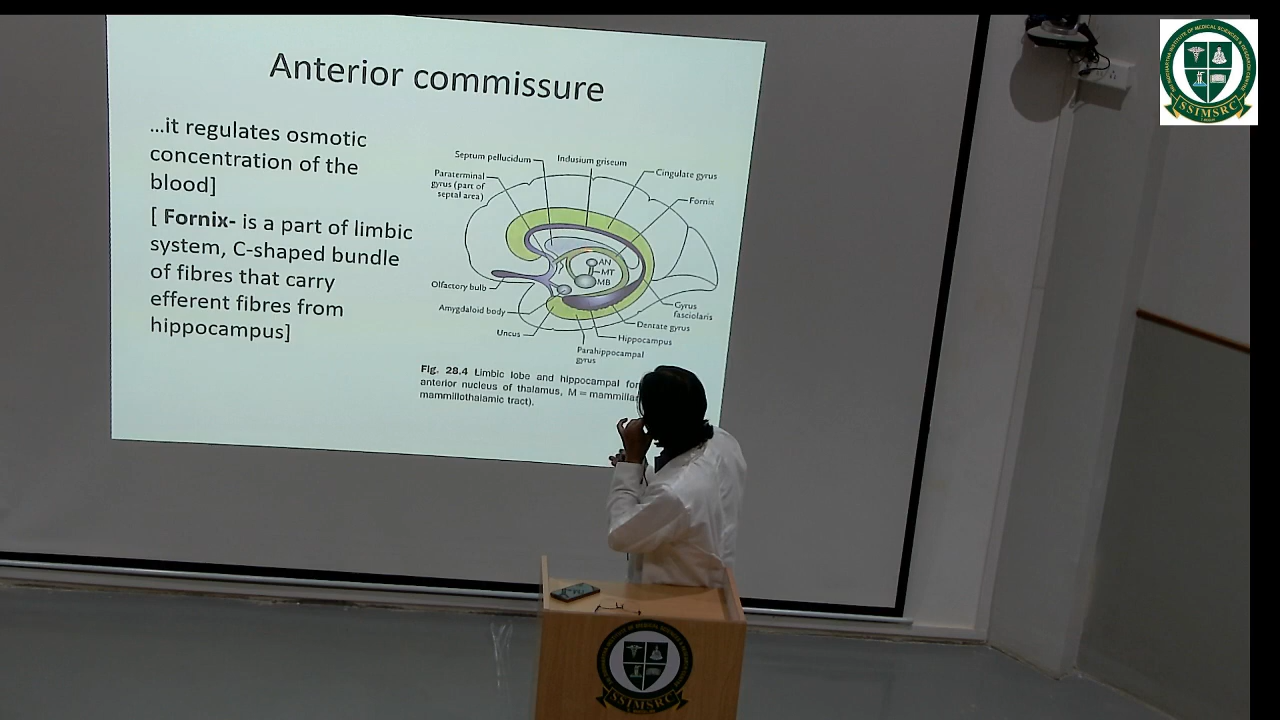 Anterior commissure
...it regulates osmotic
concentration of the
blood]
[ Fornix- is a part of limbic
system, C-shaped bundle
of fibres that carry
efferent fibres from
hippocampus]
Septum pellucidum
Indusium griseum
Cingulate gyrus
Paraterminal
gyrus (part of
septal area)
Fornix
AN
MT
MB
Olfactory bulb
Amygdaloid body
Uncus
Gyrus
fasciolaris
Dentate gyrus
Hippocampus
Parahippocampal
gyrus
Fig. 28.4 Limbic lobe and hippocampal for
anterior nucleus of thalamus, M = mammilla
mammillothalamic tract).
SSIMSRC
SSIMSRC